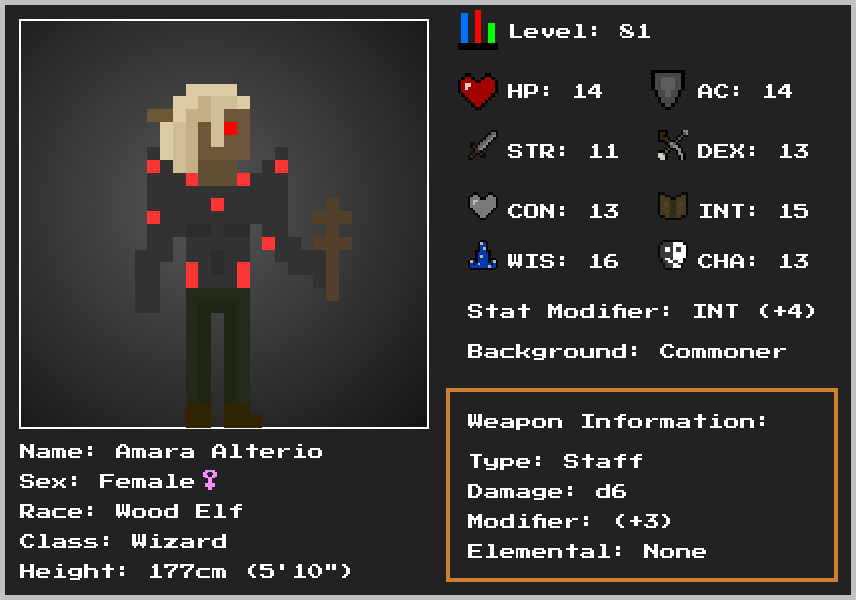 Level: 81
HP: 14
AC: 14
STR: 11
DEX: 13
CON: 13
INT: 15
WIS: 16
CHA: 13
Stat Modifier: INT (+4)
Background: Commoner
Weapon Information:
Type: Staff
Damage: d6
Modifier: (+3)
Elemental: None
Name: Amara Alterio
Sex: Female♀
Race: Wood Elf
Class: Wizard
Height: 177cm (5'10")